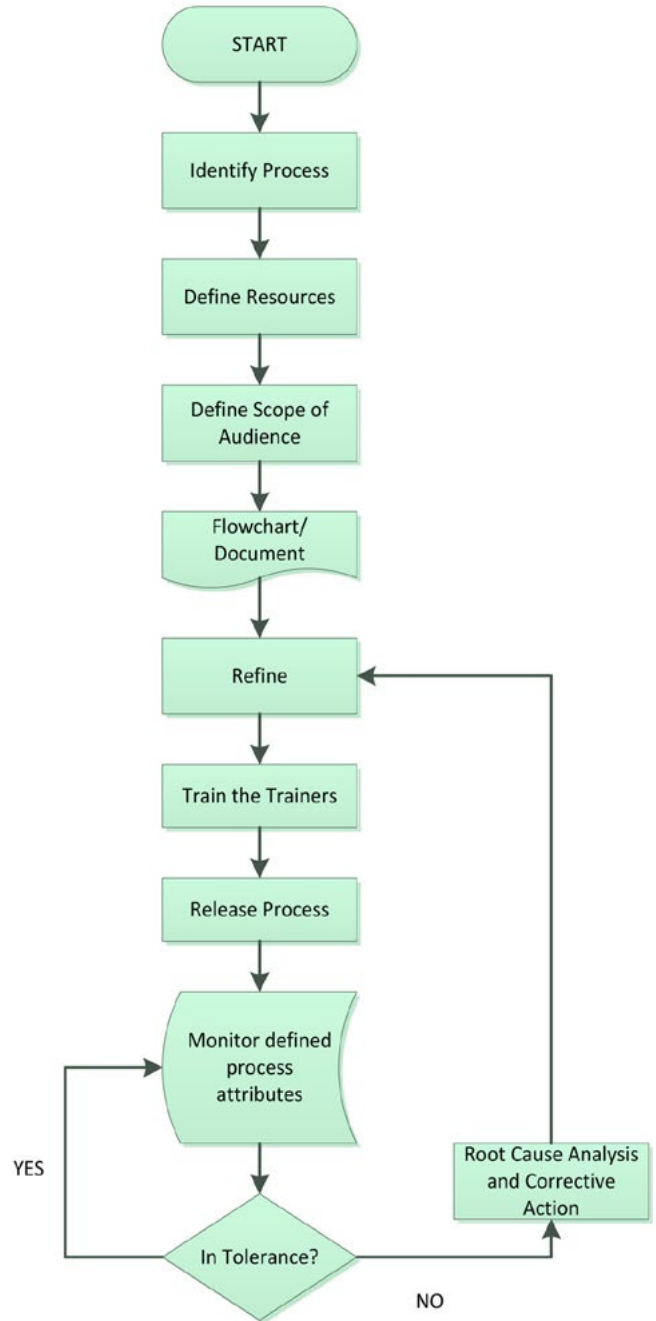 START
Identify Process
Define Resources
Define Scope of
Audience
Flowchart/
Document
Refine
Train the Trainers
Release Process
Monitor defined
process
attributes
YES
In Tolerance?
NO
Root Cause Analysis
and Corrective
Action